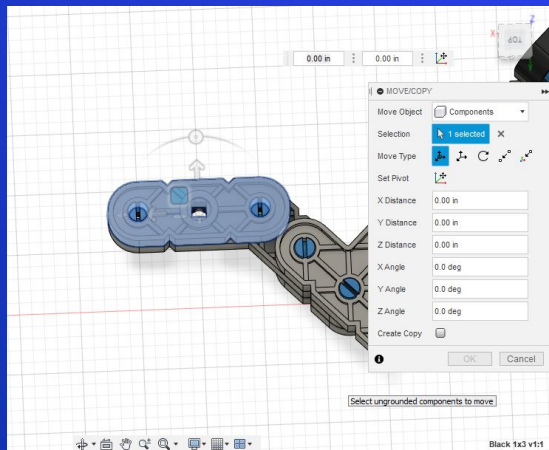 0.00 in
0.00 in
X
Z
TOP
MOVE/COPY
Move Object Components
Selection 1 selected
Move Type
Set Pivot
X Distance 0.00 in
Y Distance 0.00 in
Z Distance 0.00 in
X Angle 0.0 deg
Y Angle 0.0 deg
Z Angle 0.0 deg
Create Copy
OK Cancel
Select ungrounded components to move
Black 1x3 v1:1